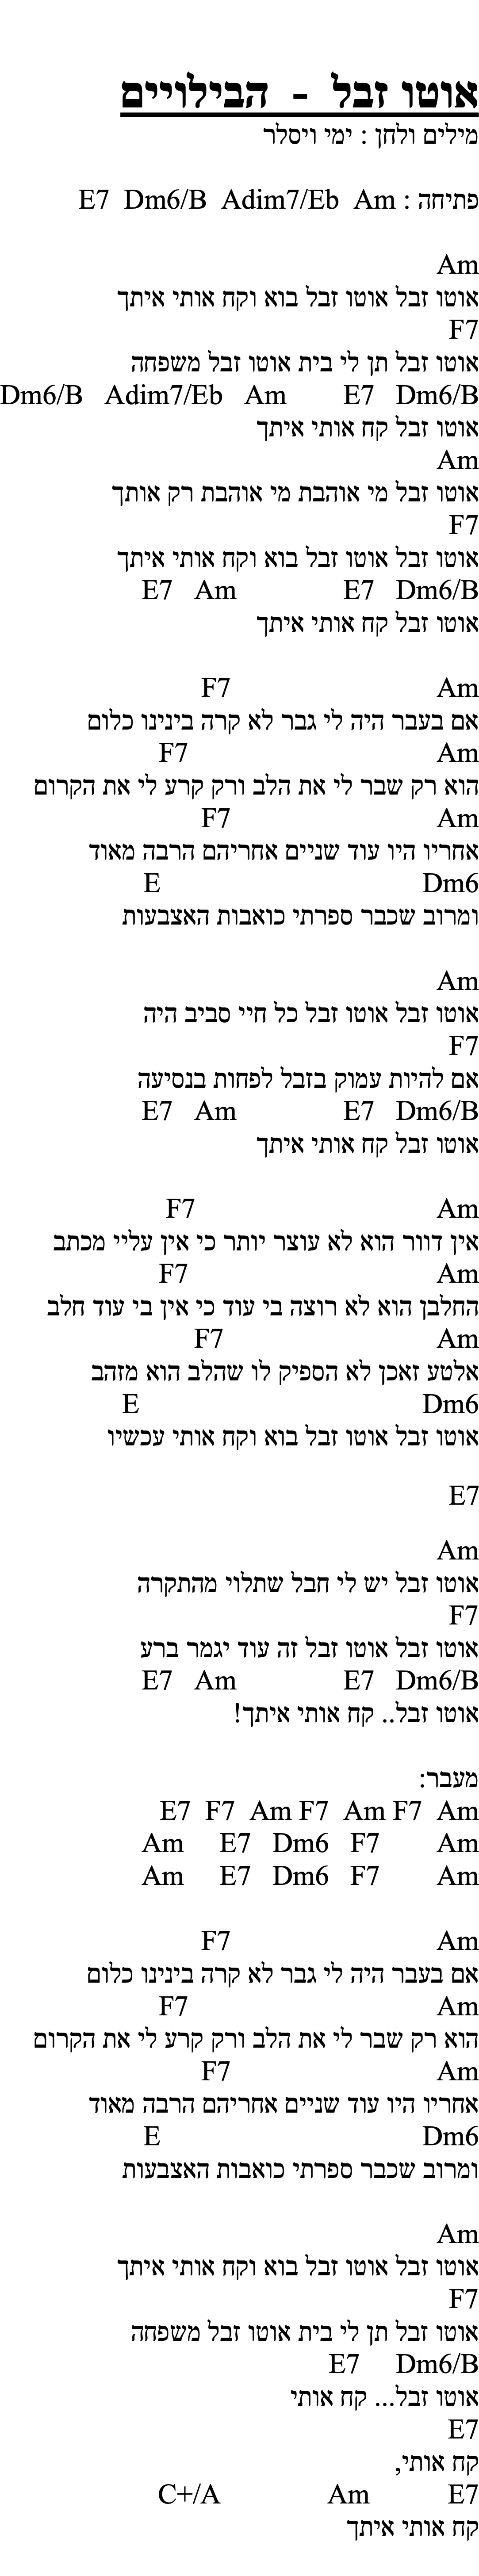 אוטו זבל - הבילויים
מילים ולחן : ימי ויסלר
פתיחה : E7 Dm6/B Adim7/Eb Am
Am
אוטו זבל אוטו זבל בוא וקח אותי איתך
F7
אוטו זבל תן לי בית אוטו זבל משפחה
Dm6/B Adim7/Eb Am E7 Dm6/B
אוטו זבל קח אותי איתך
Am
אוטו זבל מי אוהבת מי אוהבת רק אותך
F7
אוטו זבל אוטו זבל בוא וקח אותי איתך
E7 Am E7 Dm6/B
אוטו זבל קח אותי איתך
F7 Am
אם בעבר היה לי גבר לא קרה בינינו כלום
F7 Am
הוא רק שבר לי את הלב ורק קרע לי את הקרום
F7 Am
אחריו היו עוד שניים אחריהם הרבה מאוד
E Dm6
ומרוב שכבר ספרתי כואבות האצבעות
Am
אוטו זבל אוטו זבל כל חיי סביב היה
F7
אם להיות עמוק בזבל לפחות בנסיעה
E7 Am E7 Dm6/B
אוטו זבל קח אותי איתך
F7 Am
אין דוור הוא לא עוצר יותר כי אין עליי מכתב
F7 Am
החלבן הוא לא רוצה בי עוד כי אין בי עוד חלב
F7 Am
אלטע זאכן לא הספיק לו שהלב הוא מזהב
E Dm6
אוטו זבל אוטו זבל בוא וקח אותי עכשיו
E7
Am
אוטו זבל יש לי חבל שתלוי מהתקרה
F7
אוטו זבל אוטו זבל זה עוד יגמר ברע
E7 Am E7 Dm6/B
אוטו זבל.. קח אותי איתך!
מעבר:
E7 F7 Am F7 Am F7 Am
Am E7 Dm6 F7 Am
Am E7 Dm6 F7 Am
F7 Am
אם בעבר היה לי גבר לא קרה בינינו כלום
F7 Am
הוא רק שבר לי את הלב ורק קרע לי את הקרום
F7 Am
אחריו היו עוד שניים אחריהם הרבה מאוד
E Dm6
ומרוב שכבר ספרתי כואבות האצבעות
Am
אוטו זבל אוטו זבל בוא וקח אותי איתך
F7
אוטו זבל תן לי בית אוטו זבל משפחה
E7 Dm6/B
אוטו זבל... קח אותי
E7
קח אותי,
C+/A Am E7
קח אותי איתך